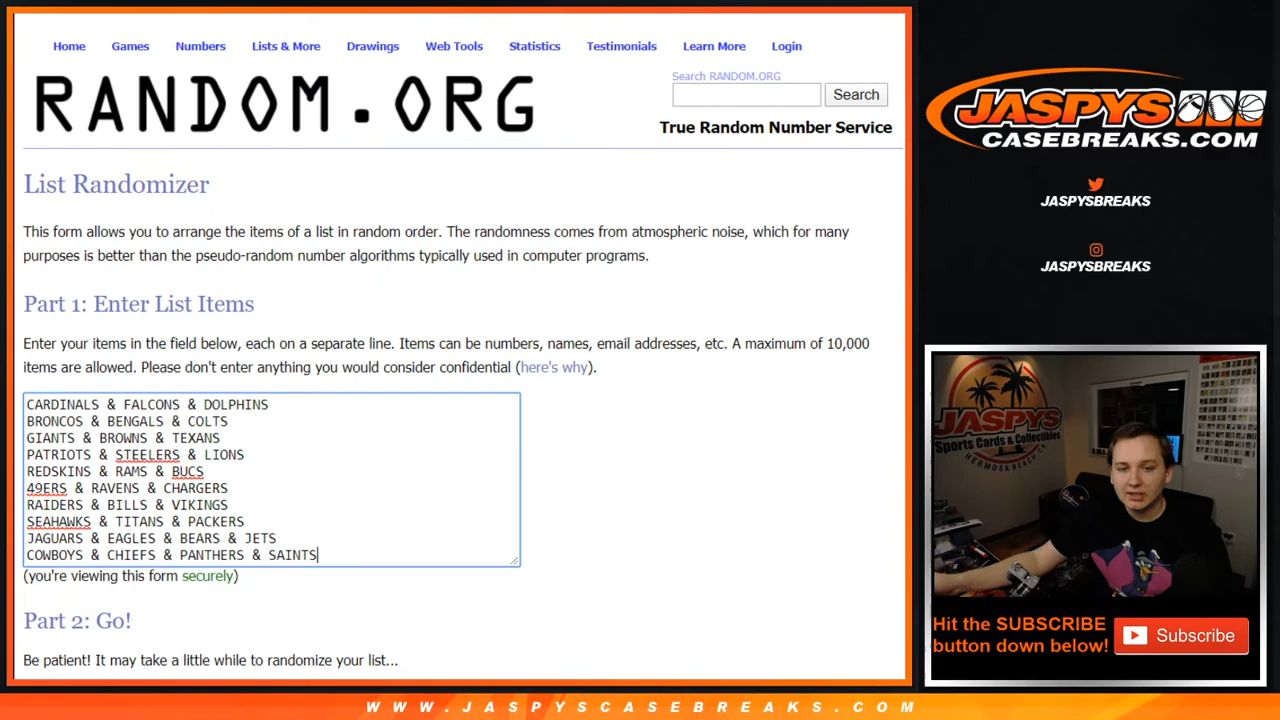 Home Games Numbers Lists & More Drawings Web Tools Statistics Testimonials Learn More Login
RANDOM.ORG
Search RANDOM.ORG
Search
True Random Number Service
List Randomizer
This form allows you to arrange the items of a list in random order. The randomness comes from atmospheric noise, which for many
purposes is better than the pseudo-random number algorithms typically used in computer programs.
Part 1: Enter List Items
Enter your items in the field below, each on a separate line. Items can be numbers, names, email addresses, etc. A maximum of 10,000
items are allowed. Please don't enter anything you would consider confidential (here's why).
CARDINALS & FALCONS & DOLPHINS
BRONCOS & BENGALS & COLTS
GIANTS & BROWNS & TEXANS
PATRIOTS & STEELERS & LIONS
REDSKINS & RAMS & BUCS
49ERS & RAVENS & CHARGERS
RAIDERS & BILLS & VIKINGS
SEAHAWKS & TITANS & PACKERS
JAGUARS & EAGLES & BEARS & JETS
COWBOYS & CHIEFS & PANTHERS & SAINTS
(you're viewing this form securely)
Part 2: Go!
Be patient! It may take a little while to randomize your list...
JASPYS
CASEBREAKS.COM
JASPYSBREAKS
JASPYSBREAKS
JASPYS
Sports Cards & Collectibles
HERMOSA BEACH, CA
Hit the SUBSCRIBE
button down below!
Subscribe
WWW.JASPYSCASEBREAKS.COM